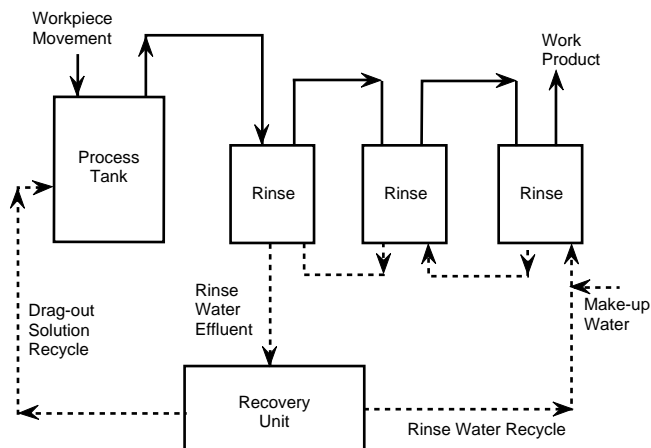 Workpiece
Movement
Work
Product
Process
Tank
Rinse
Rinse
Rinse
Drag-out
Solution
Recycle
Rinse
Water
Effluent
Make-up
Water
Recovery
Unit
Rinse Water Recycle